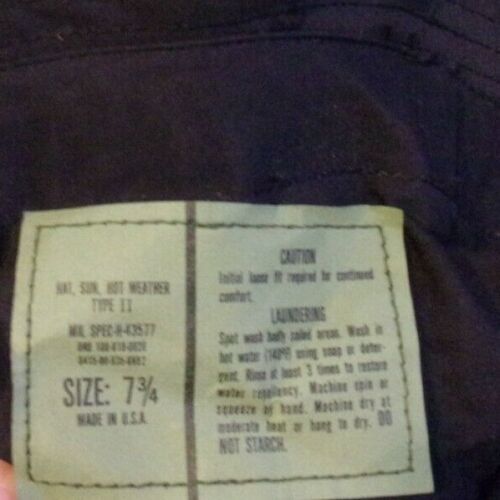 HAT, SUN, HOT WEATHER
TYPE II
MIL SPEC-H-43577
SIZE: 7 3/4
MADE IN U.S.A.
CAUTION
Initial loose fit required for continued
comfort.
LAUNDERING
Spot wash badly soiled areas. Wash in
hot water (140°F) using soap or deter-
gent. Rinse at least 3 times to restore
water repellancy. Machine spin or
squeeze by hand. Machine dry at
moderate heat or hang to dry. DO
NOT STARCH.